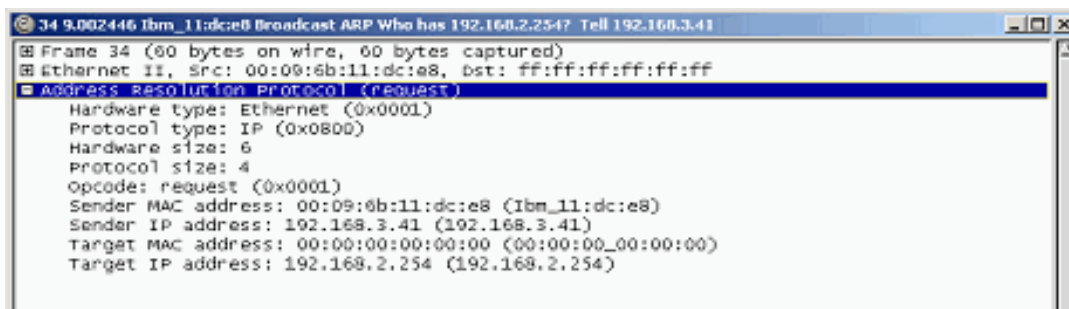 34 9.002446 Ibm_11:dc:e8 Broadcast ARP Who has 192.168.2.254? Tell 192.168.3.41
Frame 34 (60 bytes on wire, 60 bytes captured)
Ethernet II, Src: 00:09:6b:11:dc:e8, Dst: ff:ff:ff:ff:ff:ff
Address Resolution Protocol (request)
Hardware type: Ethernet (0x0001)
Protocol type: IP (0x0800)
Hardware size: 6
Protocol size: 4
Opcode: request (0x0001)
Sender MAC address: 00:09:6b:11:dc:e8 (Ibm_11:dc:e8)
Sender IP address: 192.168.3.41 (192.168.3.41)
Target MAC address: 00:00:00:00:00:00 (00:00:00_00:00:00)
Target IP address: 192.168.2.254 (192.168.2.254)